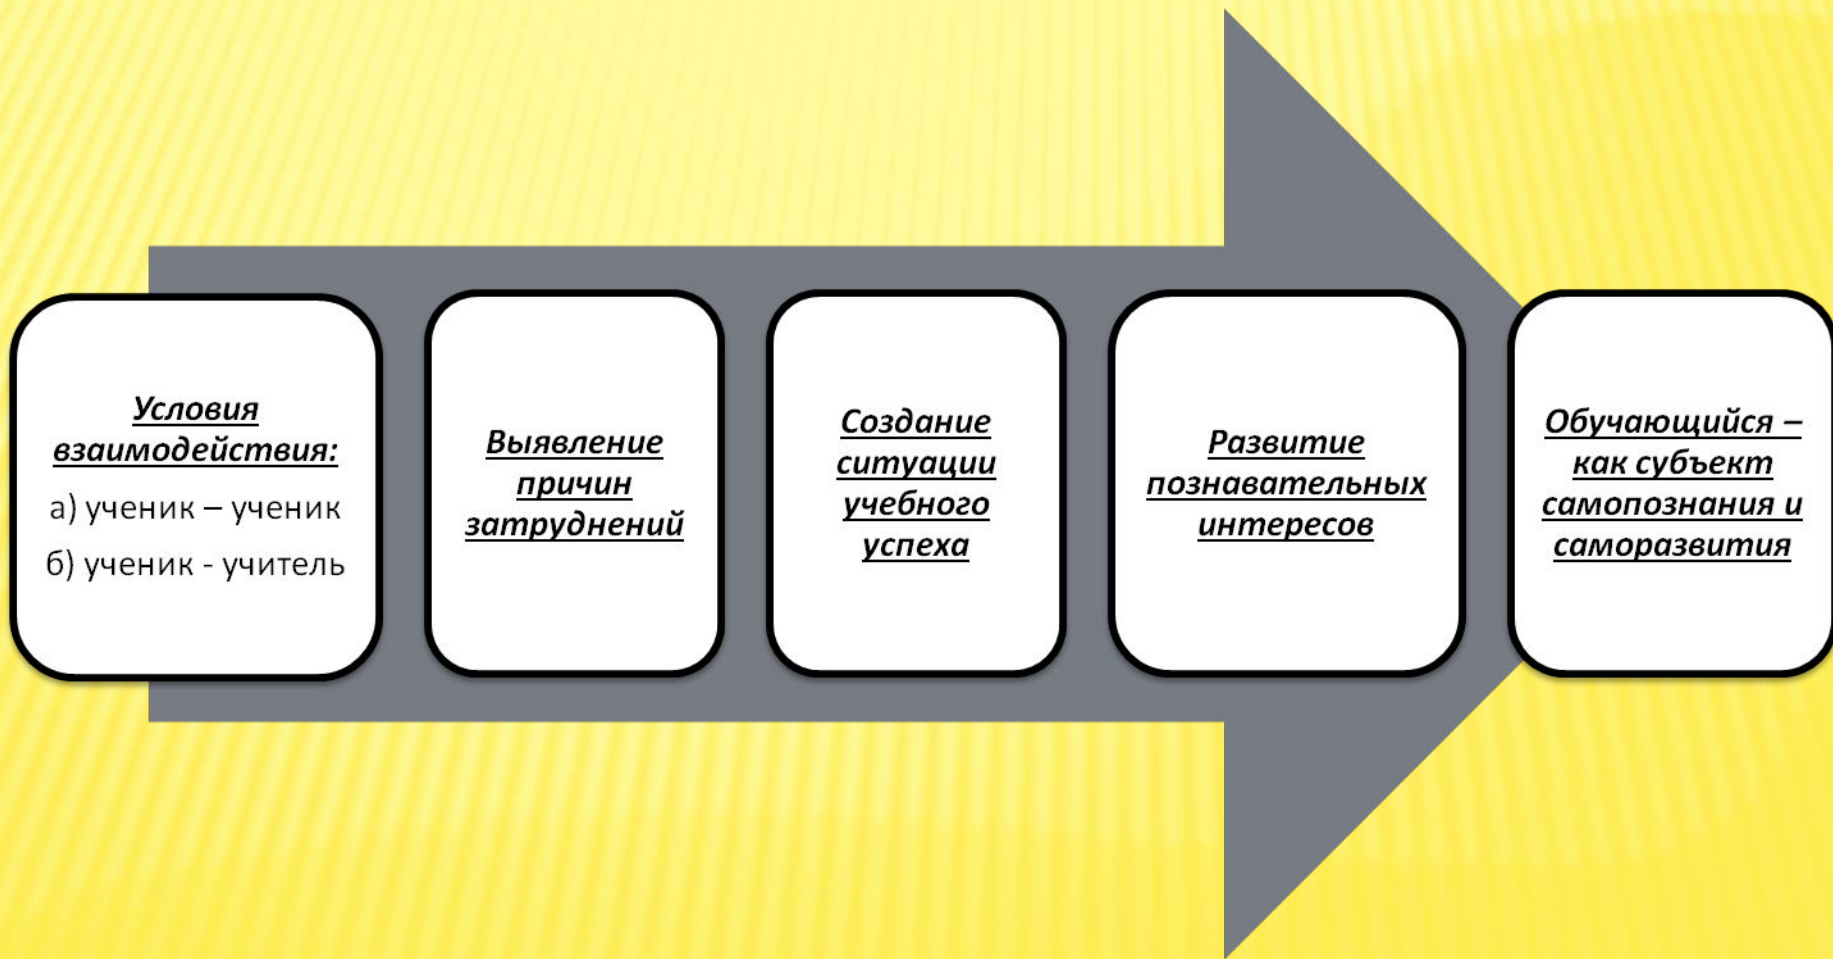 Условия
взаимодействия:
а) ученик – ученик
б) ученик - учитель
Выявление
причин
затруднений
Создание
ситуации
учебного
успеха
Развитие
познавательных
интересов
Обучающийся –
как субъект
самопознания и
саморазвития